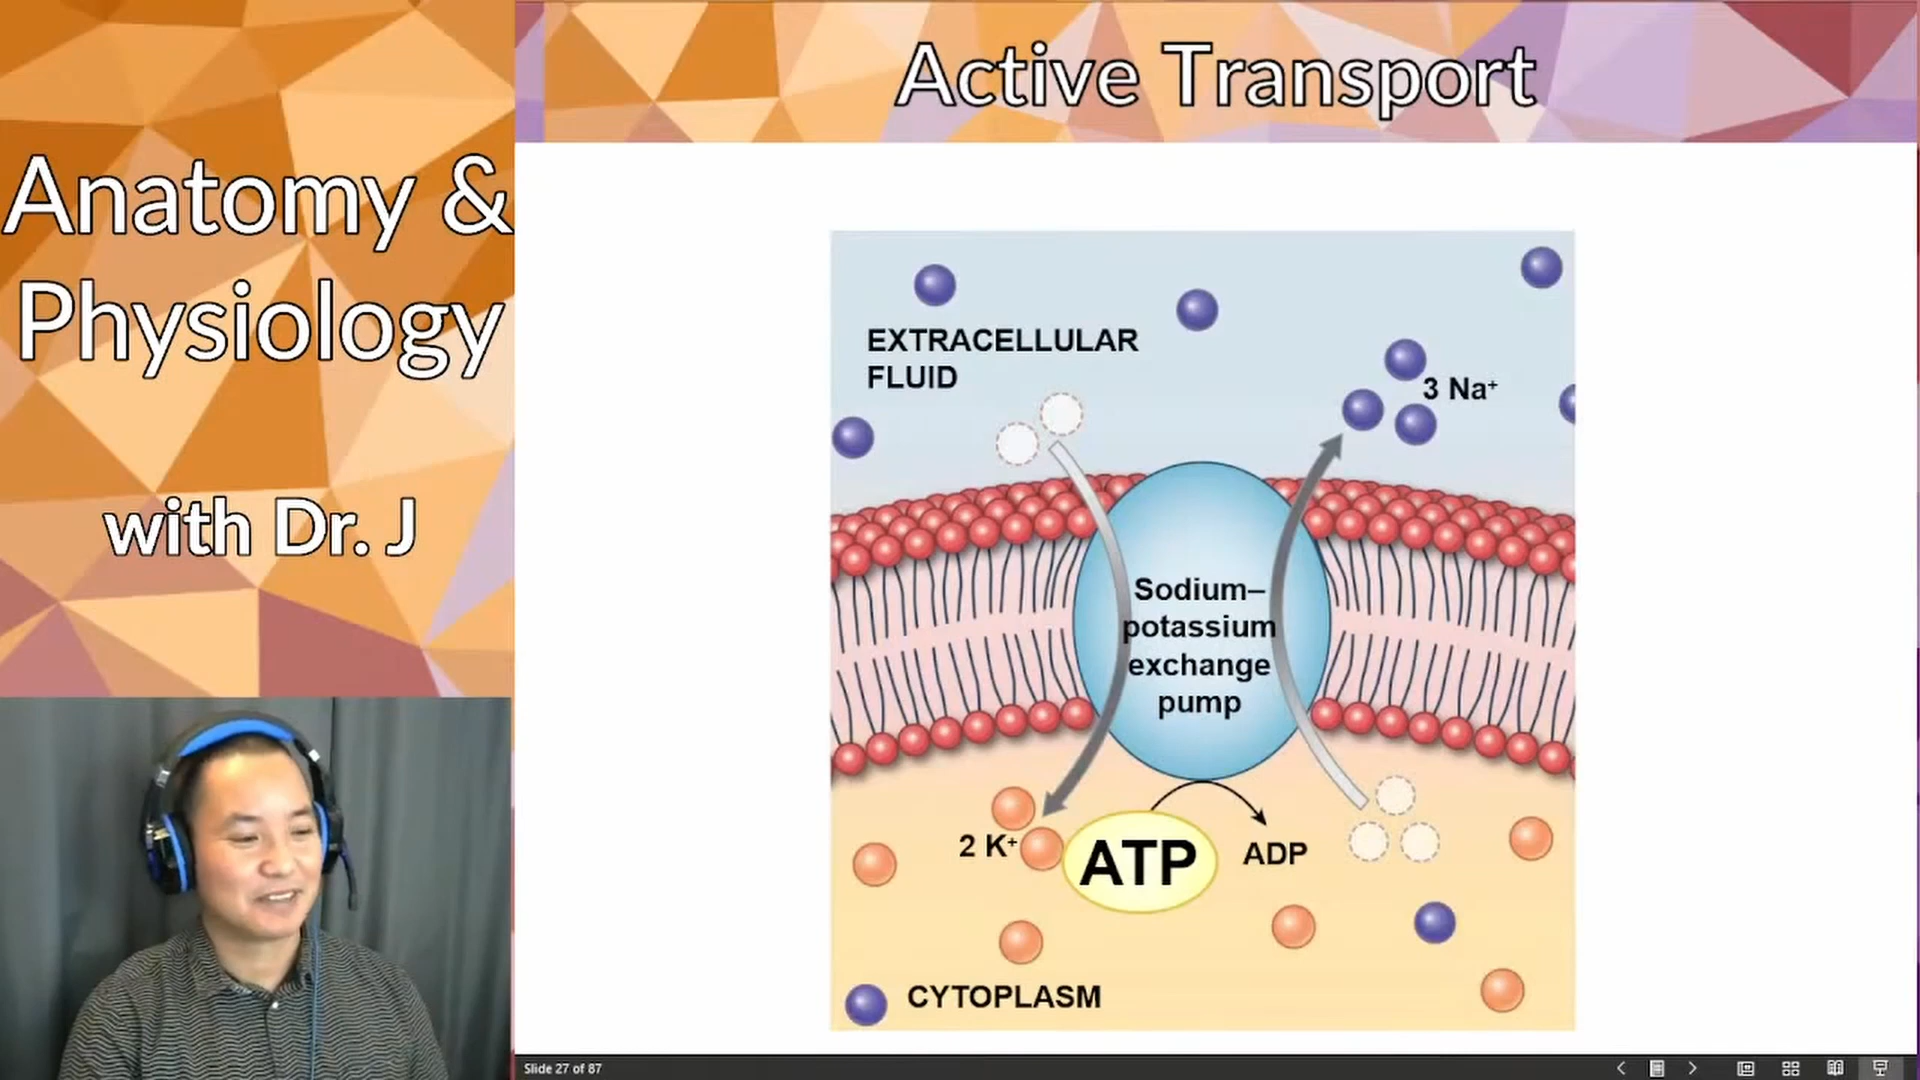 Anatomy &
Physiology
with Dr. J
Active Transport
EXTRACELLULAR
FLUID
3 Na⁺
Sodium–
potassium
exchange
pump
2 K⁺
ATP
ADP
CYTOPLASM
Slide 27 of 87